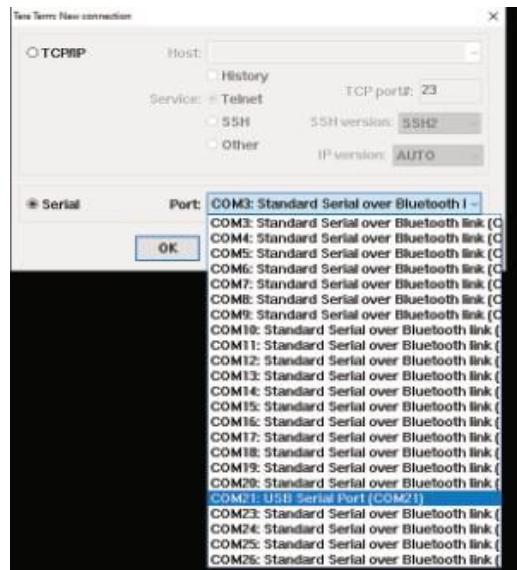 Tera Term: New connection
TCP/IP
Host:
History
Service:
Telnet
TCP port#: 23
SSH
SSH version: SSH2
Other
IP version: AUTO
Serial
Port: COM3: Standard Serial over Bluetooth l
OK
COM3: Standard Serial over Bluetooth link (C
COM4: Standard Serial over Bluetooth link (C
COM5: Standard Serial over Bluetooth link (C
COM6: Standard Serial over Bluetooth link (C
COM7: Standard Serial over Bluetooth link (C
COM8: Standard Serial over Bluetooth link (C
COM9: Standard Serial over Bluetooth link (C
COM10: Standard Serial over Bluetooth link (
COM11: Standard Serial over Bluetooth link (
COM12: Standard Serial over Bluetooth link (
COM13: Standard Serial over Bluetooth link (
COM14: Standard Serial over Bluetooth link (
COM15: Standard Serial over Bluetooth link (
COM16: Standard Serial over Bluetooth link (
COM17: Standard Serial over Bluetooth link (
COM18: Standard Serial over Bluetooth link (
COM19: Standard Serial over Bluetooth link (
COM20: Standard Serial over Bluetooth link (
COM21: USB Serial Port (COM21)
COM23: Standard Serial over Bluetooth link (
COM24: Standard Serial over Bluetooth link (
COM25: Standard Serial over Bluetooth link (
COM26: Standard Serial over Bluetooth link (